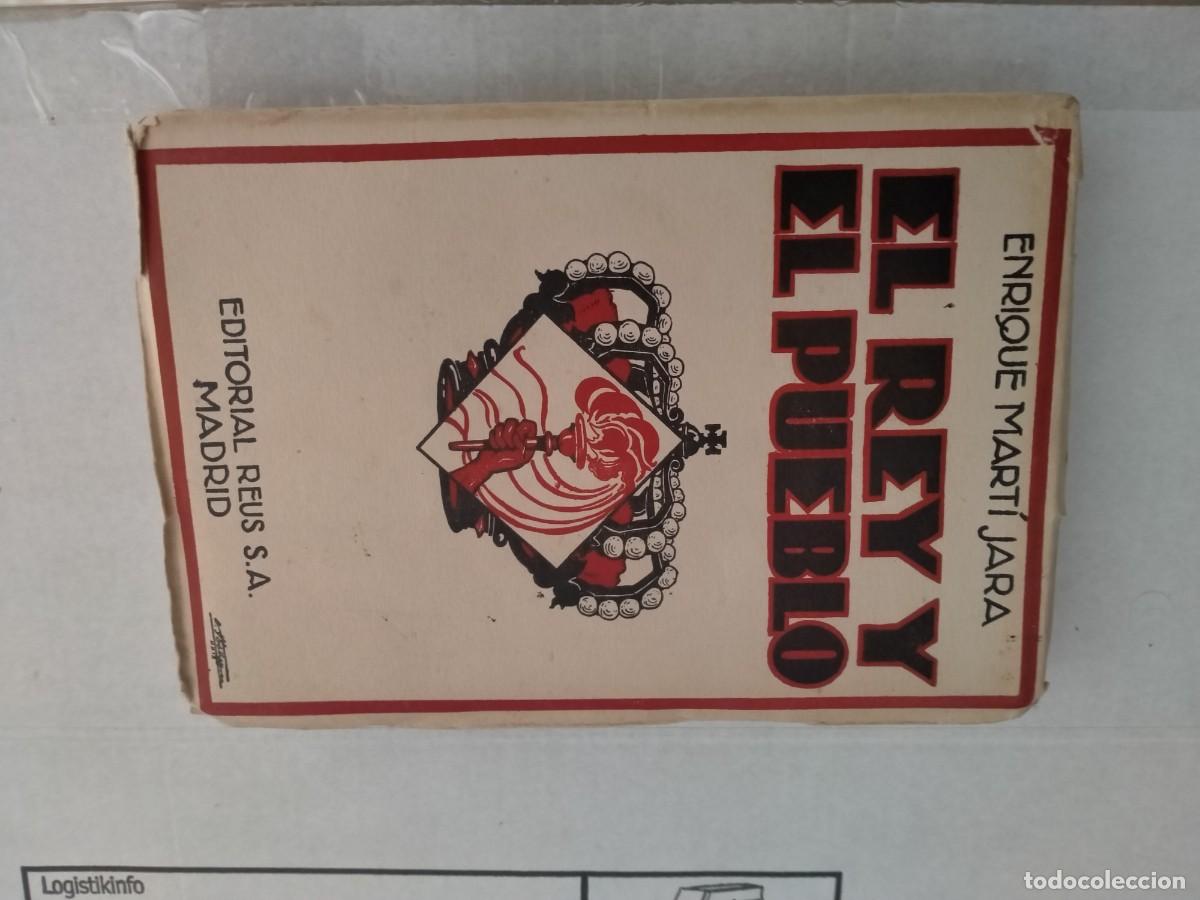 ENRIQUE MARTÍ JARA
EL REY Y
EL PUEBLO
EDITORIAL REUS S.A.
MADRID
Logistikinfo
todocoleccion